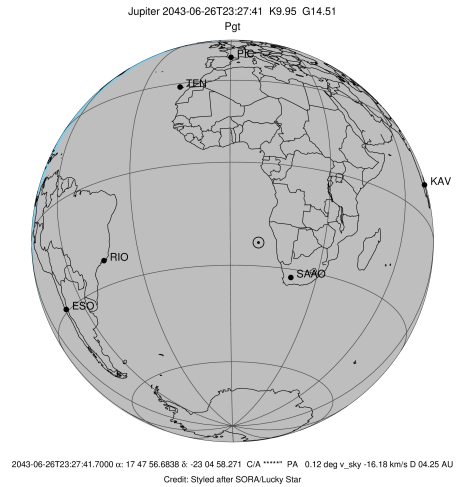 Jupiter 2043-06-26T23:27:41 K9.95 G14.51
Pgt
PIC
TEN
KAV
RIO
SAAO
ESO
2043-06-26T23:27:41.7000 α: 17 47 56.6838 δ: -23 04 58.271 C/A *****" PA 0.12 deg v_sky -16.18 km/s D 04.25 AU
Credit: Styled after SORA/Lucky Star